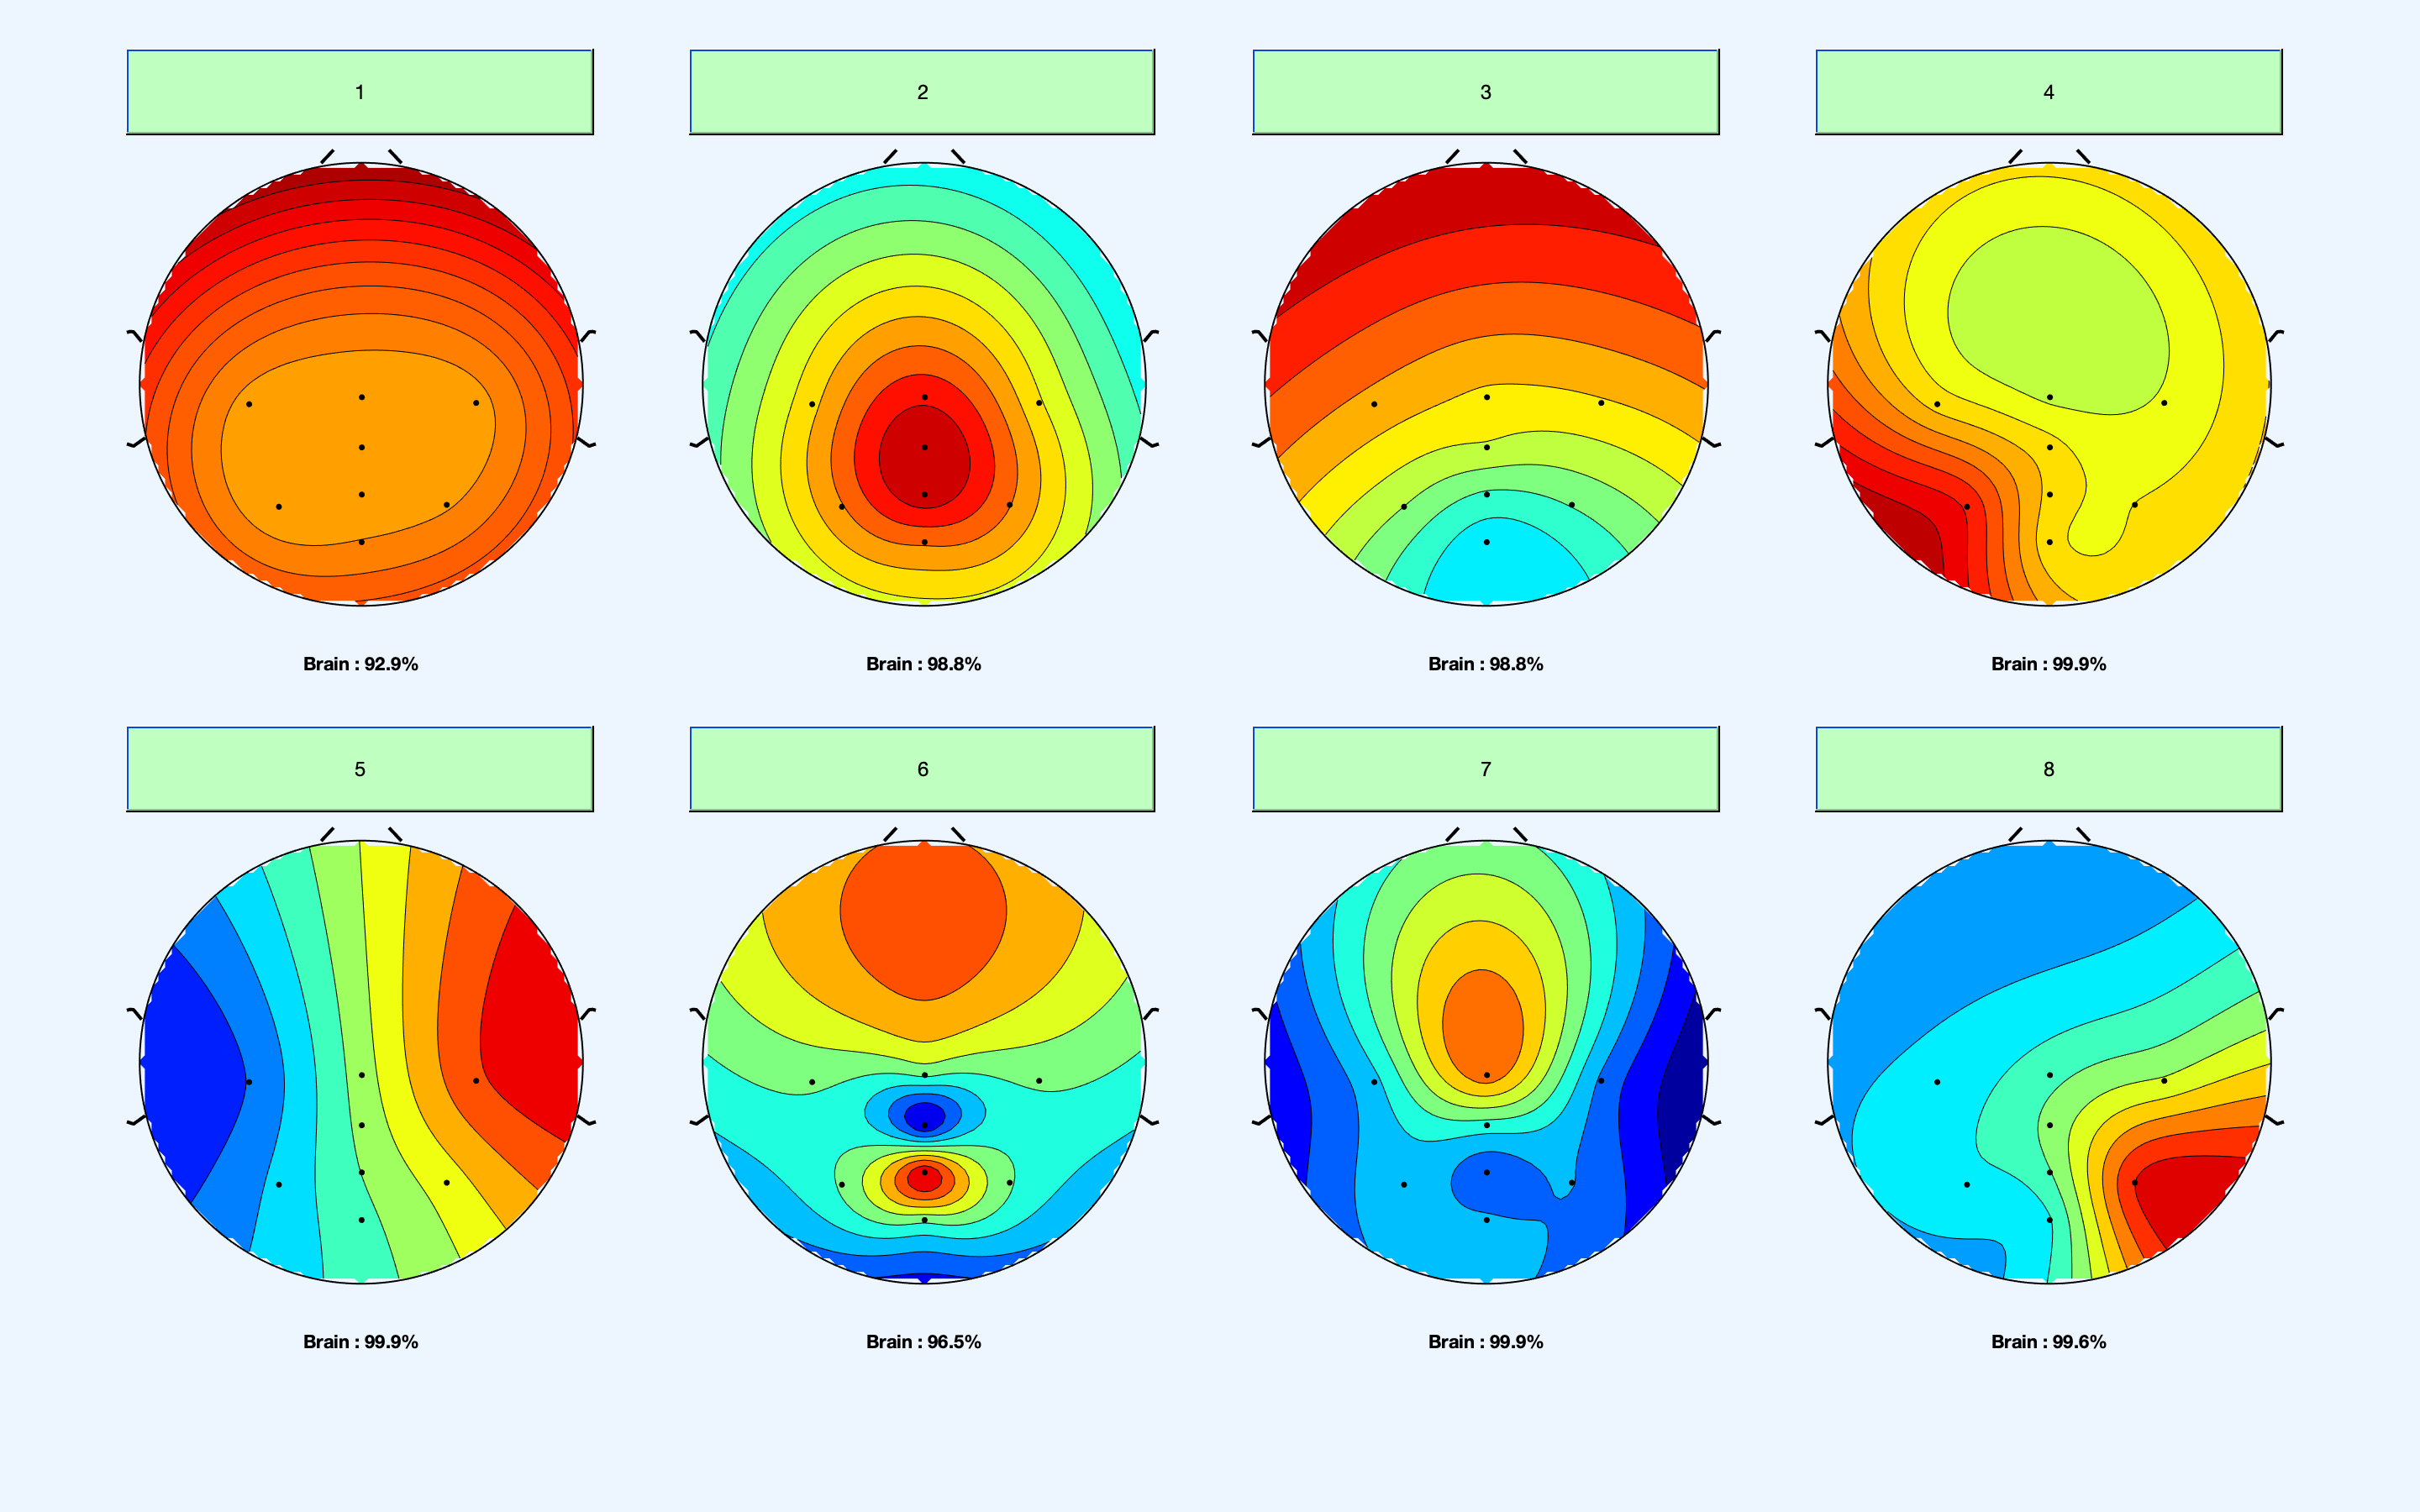 1
2
3
4
Brain : 92.9%
Brain : 98.8%
Brain : 98.8%
Brain : 99.9%
5
6
7
8
Brain : 99.9%
Brain : 96.5%
Brain : 99.9%
Brain : 99.6%